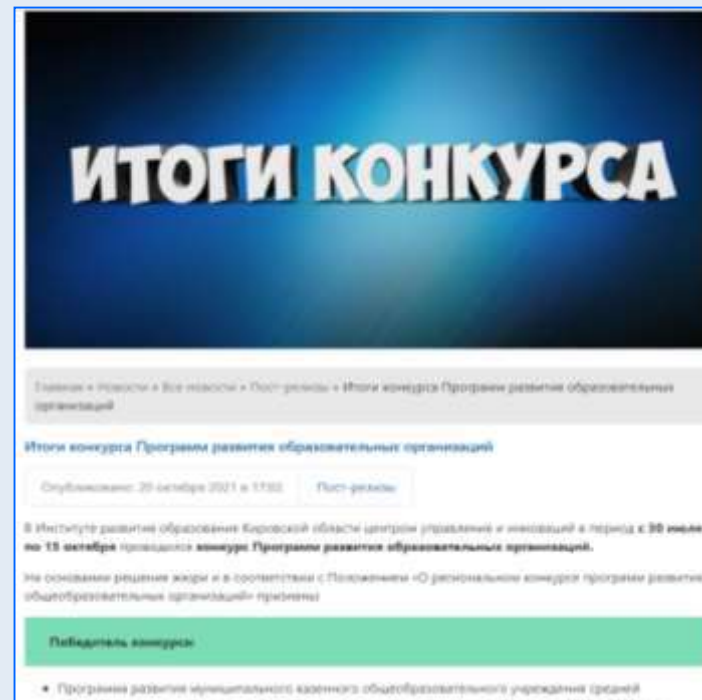 ИТОГИ КОНКУРСА
Главная » Новости » Все новости » Пост-релизы » Итоги конкурса Программ развития образовательных
организаций
Итоги конкурса Программ развития образовательных организаций
Опубликовано: 20 октября 2021 в 17:02
Пост-релизы
В Институте развития образования Кировской области центром управления и инноваций в период с 30 июля
по 15 октября проводился конкурс Программ развития образовательных организаций.
На основании решения жюри и в соответствии с Положением «О региональном конкурсе программ развития
общеобразовательных организаций» признаны:
Победитель конкурса:
• Программа развития муниципального казенного общеобразовательного учреждения средней